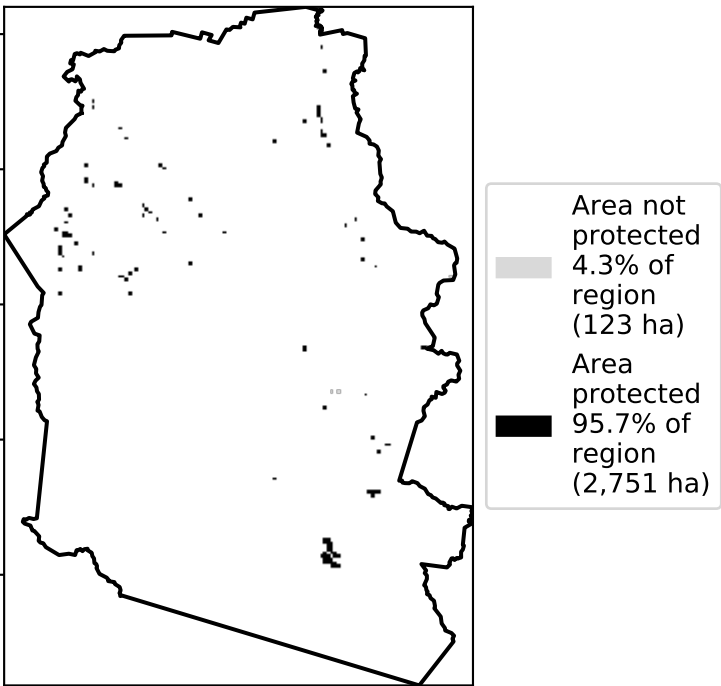 Area not
protected
4.3% of
region
(123 ha)
Area
protected
95.7% of
region
(2,751 ha)